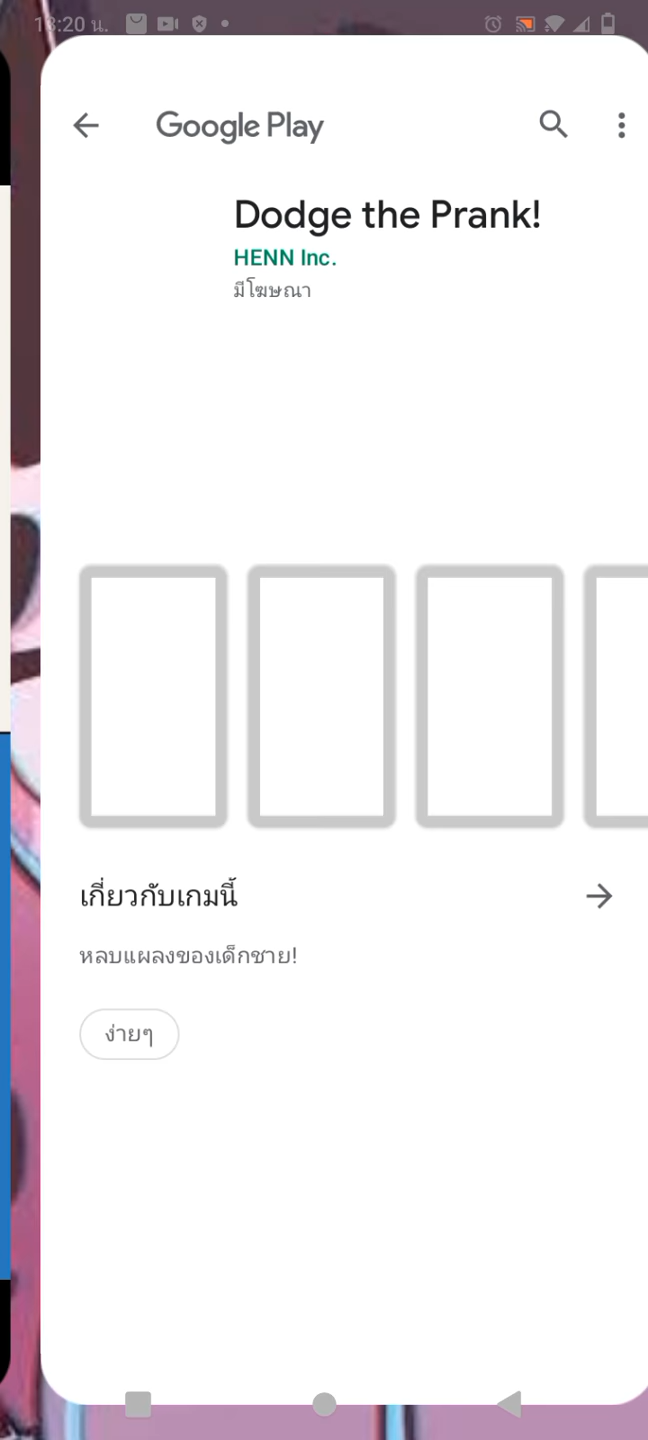 13:20 น.
Google Play
Dodge the Prank!
HENN Inc.
มีโฆษณา
เกี่ยวกับเกมนี้
หลบแผลงของเด็กชาย!
ง่ายๆ